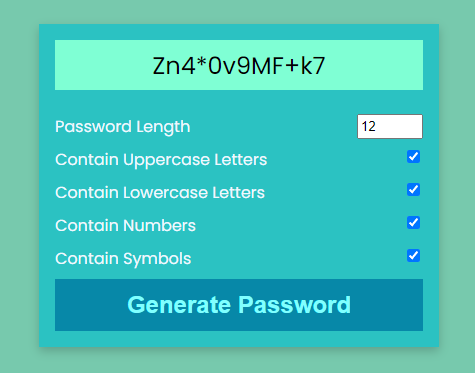 Zn4*0v9MF+k7
Password Length 12
Contain Uppercase Letters
Contain Lowercase Letters
Contain Numbers
Contain Symbols
Generate Password